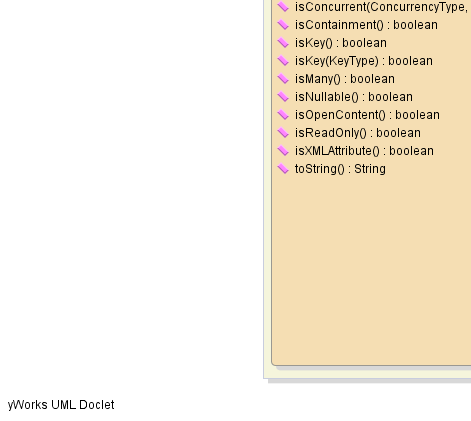 isConcurrent(ConcurrencyType,
isContainment() : boolean
isKey() : boolean
isKey(KeyType) : boolean
isMany() : boolean
isNullable() : boolean
isOpenContent() : boolean
isReadOnly() : boolean
isXMLAttribute() : boolean
toString() : String
yWorks UML Doclet